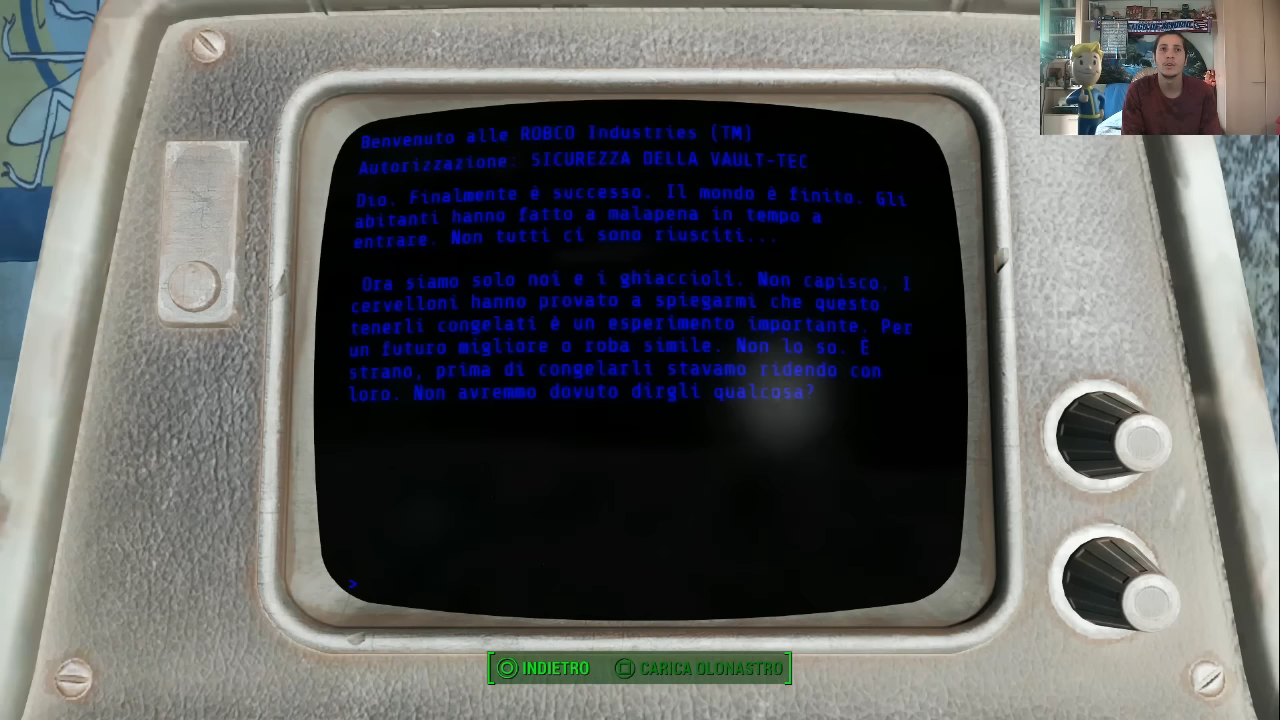 Benvenuto alle ROBCO Industries (TM)
Autorizzazione: SICUREZZA DELLA VAULT-TEC
Dio. Finalmente è successo. Il mondo è finito. Gli
abitanti hanno fatto a malapena in tempo a
entrare. Non tutti ci sono riusciti...
Ora siamo solo noi e i ghiaccioli. Non capisco. I
cervelloni hanno provato a spiegarmi che questo
tenerli congelati è un esperimento importante. Per
un futuro migliore o roba simile. Non lo so. È
strano, prima di congelarli stavamo ridendo con
loro. Non avremmo dovuto dirgli qualcosa?
>
INDIETRO CARICA OLONASTRO